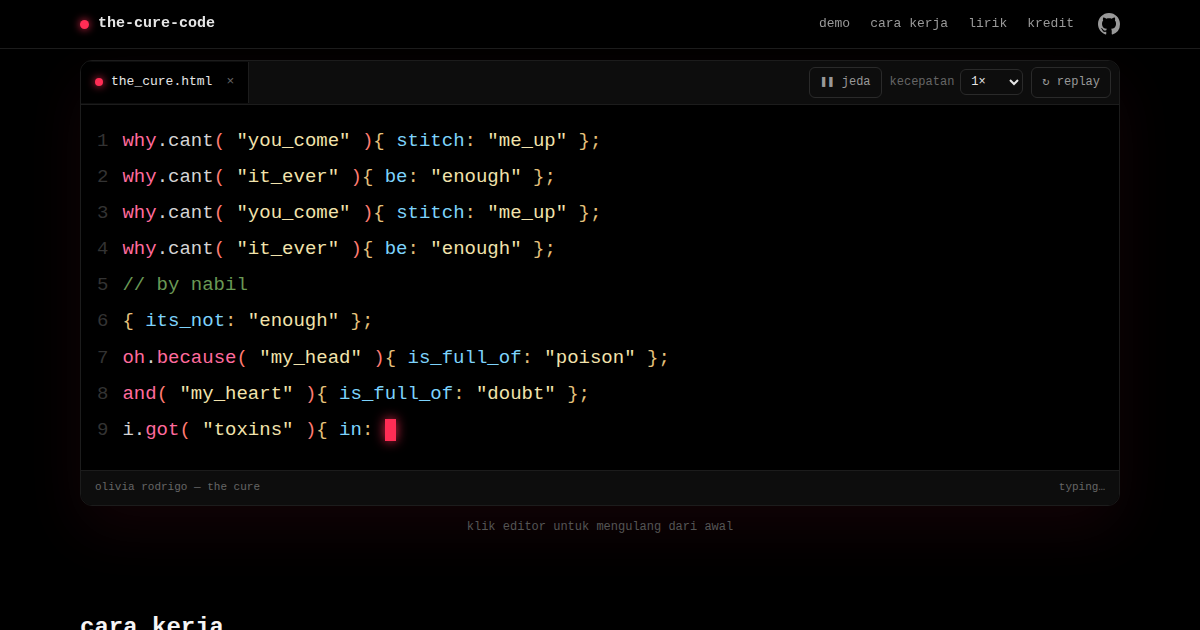 the-cure-code
demo cara kerja lirik kredit
the_cure.html ×
❚❚ jeda kecepatan 1× ↻ replay
1 why.cant( "you_come" ){ stitch: "me_up" };
2 why.cant( "it_ever" ){ be: "enough" };
3 why.cant( "you_come" ){ stitch: "me_up" };
4 why.cant( "it_ever" ){ be: "enough" };
5 // by nabil
6 { its_not: "enough" };
7 oh.because( "my_head" ){ is_full_of: "poison" };
8 and( "my_heart" ){ is_full_of: "doubt" };
9 i.got( "toxins" ){ in:
olivia rodrigo — the cure
typing…
klik editor untuk mengulang dari awal
cara kerja